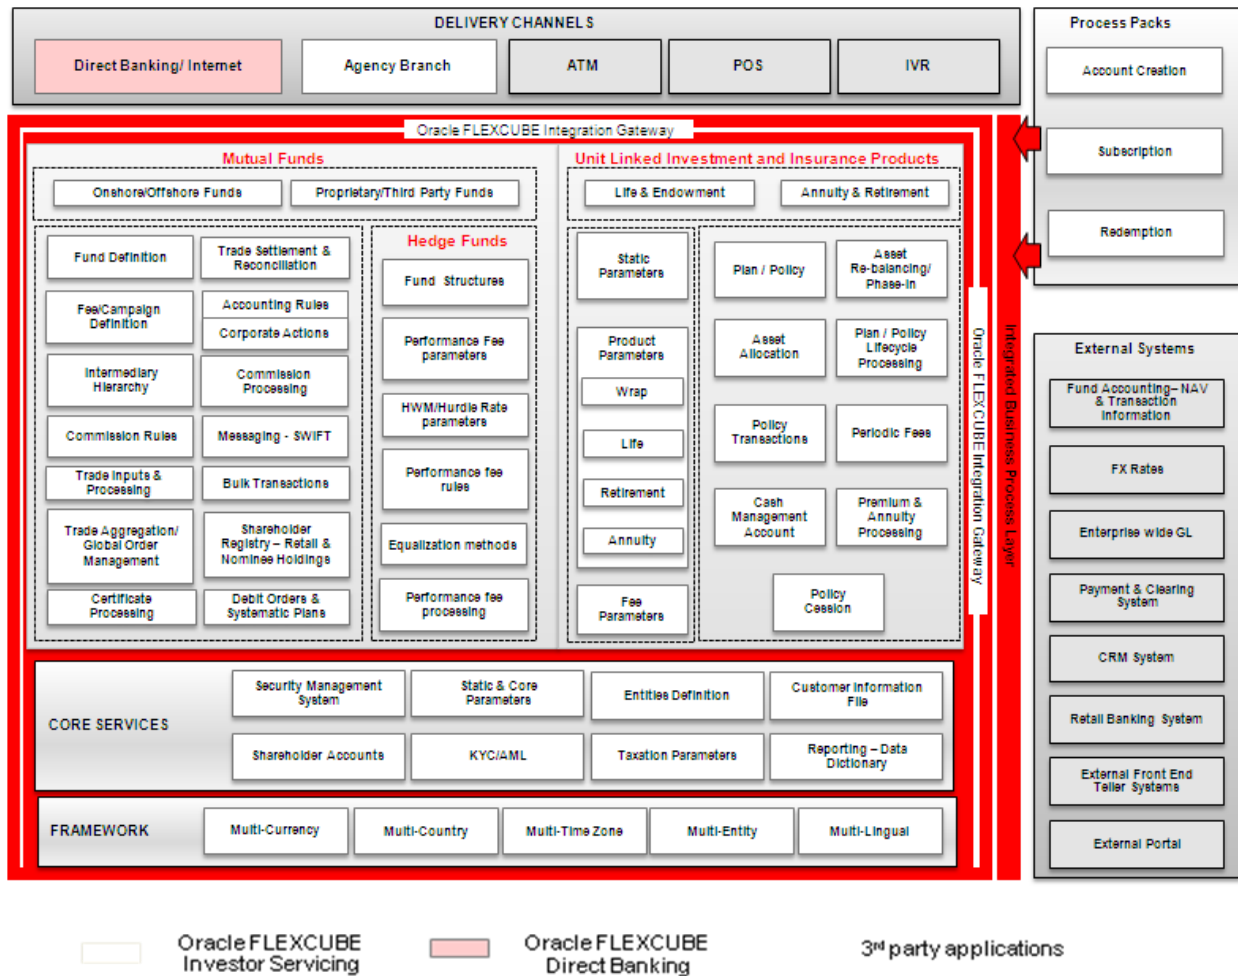 DELIVERY CHANNELS
Direct Banking/ Internet
Agency Branch
ATM
POS
IVR
Process Packs
Account Creation
Subscription
Redemption
Oracle FLEXCUBE Integration Gateway
Mutual Funds
Onshore/Offshore Funds
Proprietary/Third Party Funds
Fund Definition
Trade Settlement &
Reconciliation
Fee/Campaign
Definition
Accounting Rules
Corporate Actions
Intermediary
Hierarchy
Commission
Processing
Commission Rules
Messaging - SWIFT
Trade Inputs &
Processing
Bulk Transactions
Trade Aggregation/
Global Order
Management
Shareholder
Registry – Retail &
Nominee Holdings
Certificate
Processing
Debit Orders &
Systematic Plans
Hedge Funds
Fund Structures
Performance Fee
parameters
HWM/Hurdle Rate
parameters
Performance fee
rules
Equalization methods
Performance fee
processing
Unit Linked Investment and Insurance Products
Life & Endowment
Annuity & Retirement
Static
Parameters
Product
Parameters
Wrap
Life
Retirement
Annuity
Fee
Parameters
Plan / Policy
Asset
Re-balancing/
Phase-in
Asset
Allocation
Plan / Policy
Lifecycle
Processing
Policy
Transactions
Periodic Fees
Cash
Management
Account
Premium &
Annuity
Processing
Policy
Cession
Oracle FLEXCUBE Integration Gateway
Integrated Business Process Layer
External Systems
Fund Accounting– NAV
& Transaction
Information
FX Rates
Enterprise wide GL
Payment & Clearing
System
CRM System
Retail Banking System
External Front End
Teller Systems
External Portal
CORE SERVICES
Security Management
System
Static & Core
Parameters
Entities Definition
Customer Information
File
Shareholder Accounts
KYC/AML
Taxation Parameters
Reporting – Data
Dictionary
FRAMEWORK
Multi-Currency
Multi-Country
Multi-Time Zone
Multi-Entity
Multi-Lingual
Oracle FLEXCUBE
Investor Servicing
Oracle FLEXCUBE
Direct Banking
3rd party applications